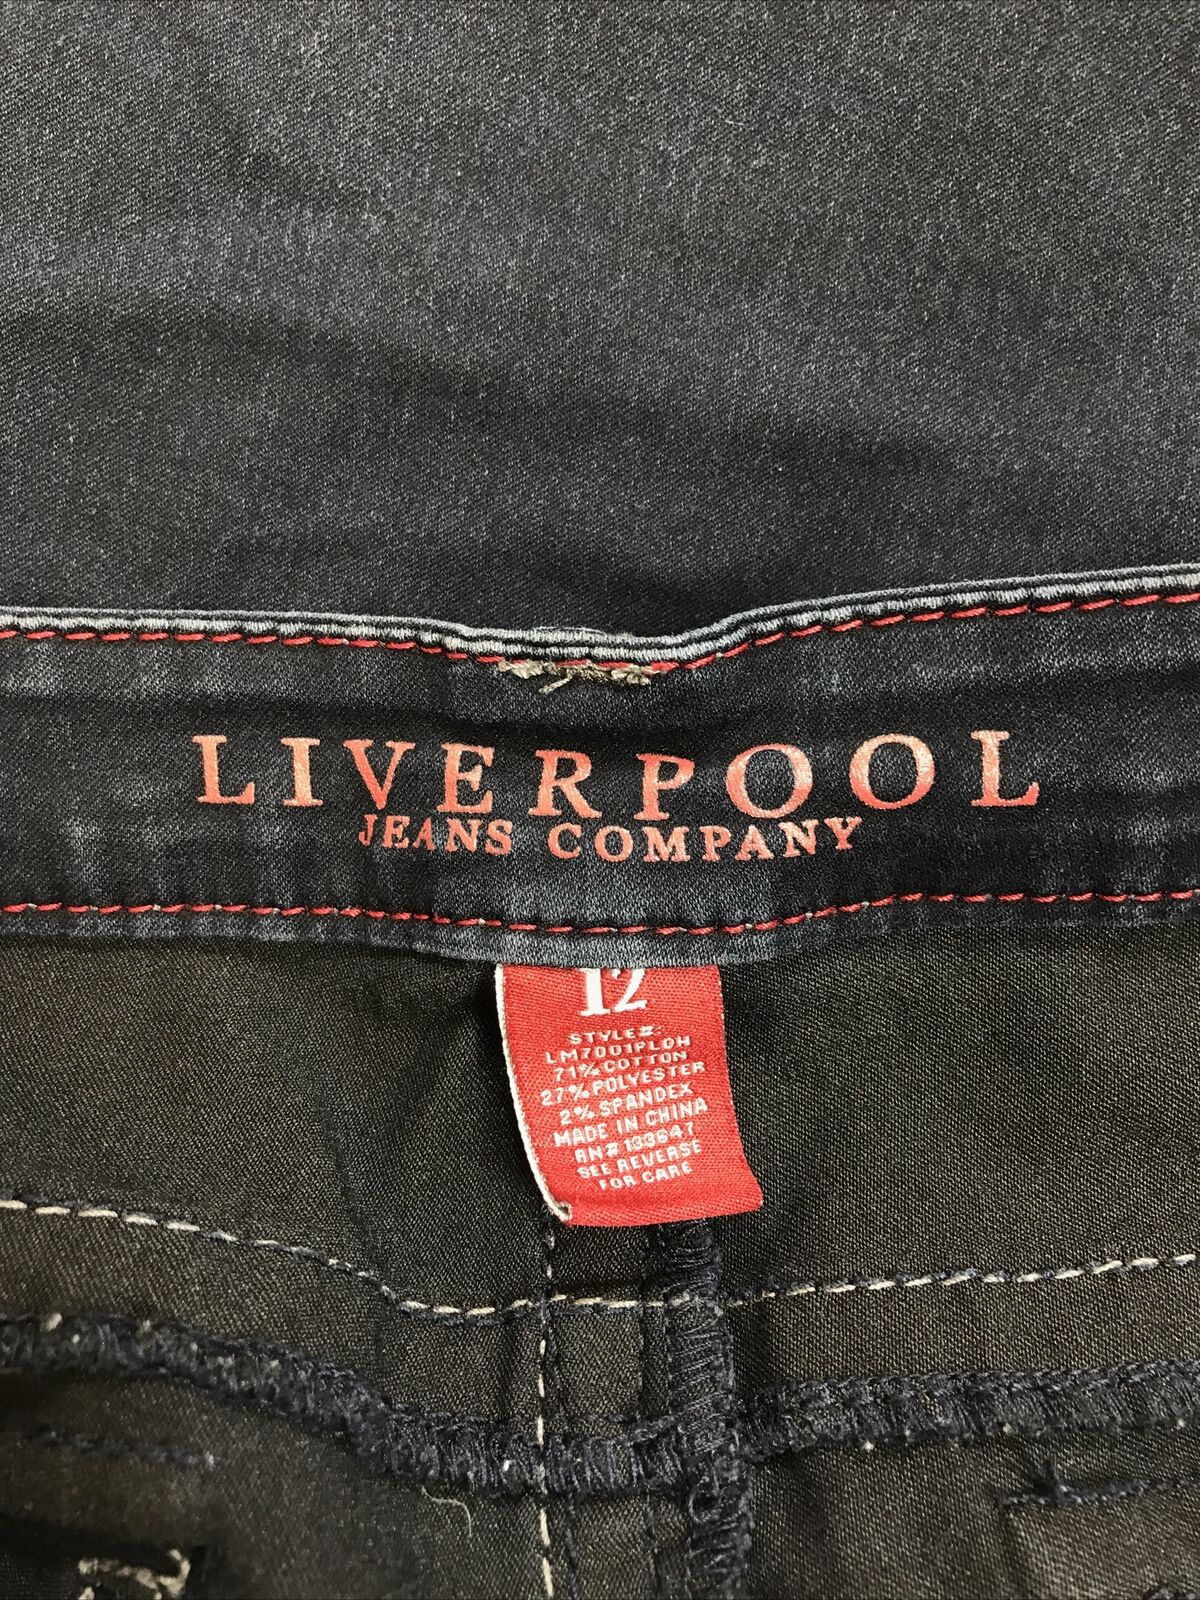 LIVERPOOL
JEANS COMPANY
12
STYLE#:
LM7001PLDH
71% COTTON
27% POLYESTER
2% SPANDEX
MADE IN CHINA
RN# 133647
SEE REVERSE
FOR CARE